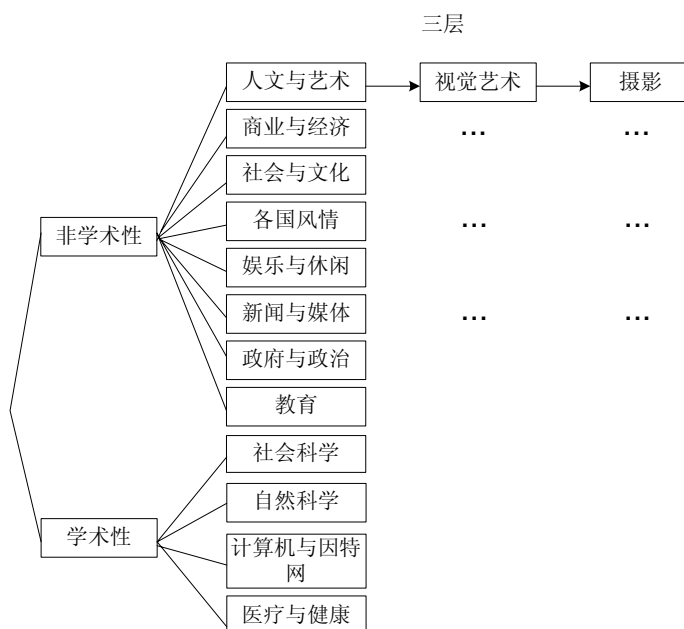 三层
人文与艺术
视觉艺术
摄影
商业与经济
...
...
社会与文化
非学术性
各国风情
...
...
娱乐与休闲
新闻与媒体
...
...
政府与政治
教育
社会科学
自然科学
学术性
计算机与因特
网
医疗与健康